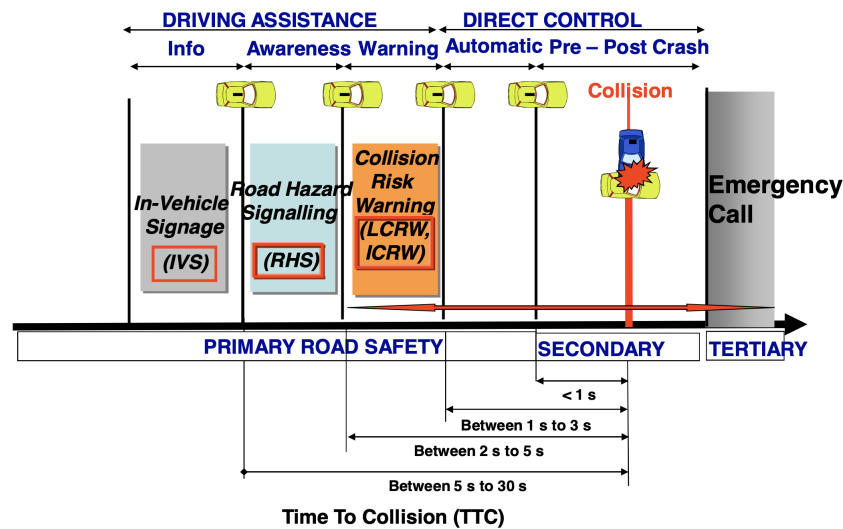 DRIVING ASSISTANCE
DIRECT CONTROL
Info
Awareness
Warning
Automatic
Pre – Post Crash
Collision
In-Vehicle
Signage
(IVS)
Road Hazard
Signalling
(RHS)
Collision
Risk
Warning
(LCRW,
ICRW)
Emergency
Call
PRIMARY ROAD SAFETY
SECONDARY
TERTIARY
< 1 s
Between 1 s to 3 s
Between 2 s to 5 s
Between 5 s to 30 s
Time To Collision (TTC)